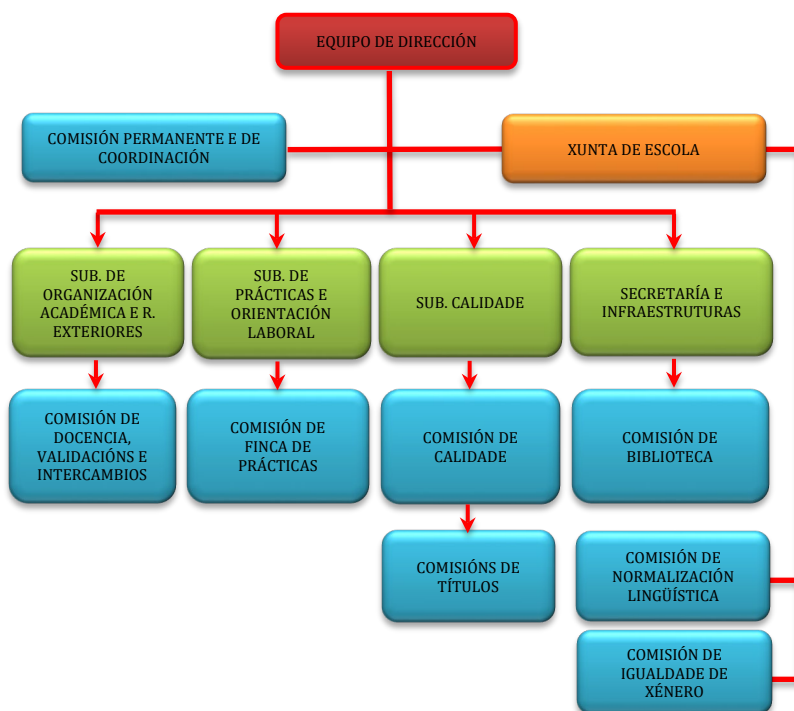 EQUIPO DE DIRECCIÓN
COMISIÓN PERMANENTE E DE
COORDINACIÓN
XUNTA DE ESCOLA
SUB. DE
ORGANIZACIÓN
ACADÉMICA E R.
EXTERIORES
SUB. DE
PRÁCTICAS E
ORIENTACIÓN
LABORAL
SUB. CALIDADE
SECRETARÍA E
INFRAESTRUTURAS
COMISIÓN DE
DOCENCIA,
VALIDACIÓNS E
INTERCAMBIOS
COMISIÓN DE
FINCA DE
PRÁCTICAS
COMISIÓN DE
CALIDADE
COMISIÓN DE
BIBLIOTECA
COMISIÓNS DE
TÍTULOS
COMISIÓN DE
NORMALIZACIÓN
LINGÜÍSTICA
COMISIÓN DE
IGUALDADE DE
XÉNERO